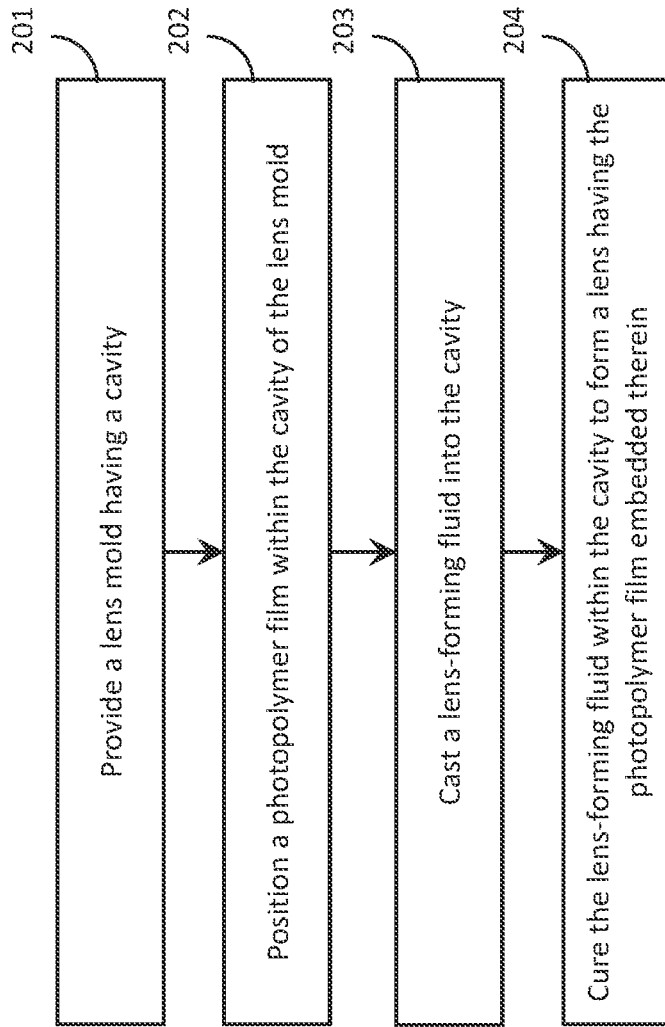 201
Provide a lens mold having a cavity
202
Position a photopolymer film within the cavity of the lens mold
203
Cast a lens-forming fluid into the cavity
204
Cure the lens-forming fluid within the cavity to form a lens having the
photopolymer film embedded therein